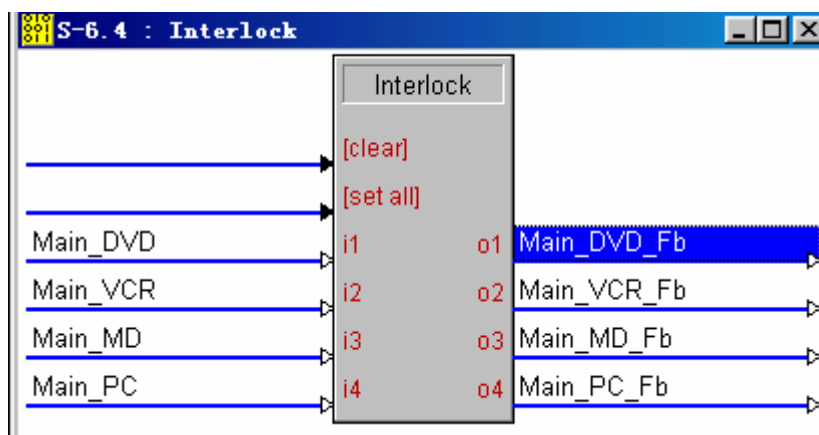 S-6.4 : Interlock
Interlock
[clear]
[set all]
Main_DVD i1 o1 Main_DVD_Fb
Main_VCR i2 o2 Main_VCR_Fb
Main_MD i3 o3 Main_MD_Fb
Main_PC i4 o4 Main_PC_Fb